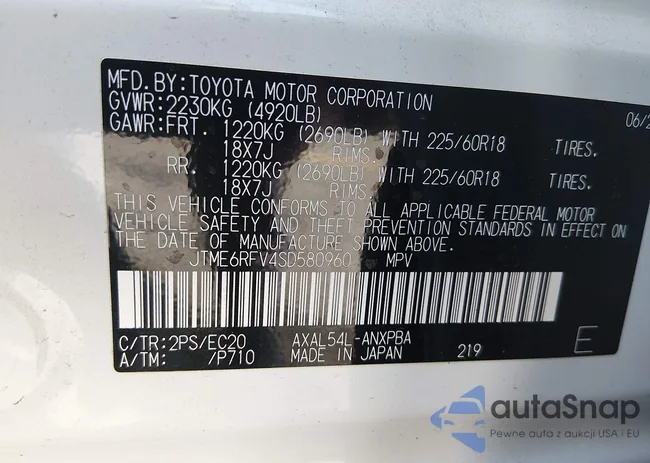 MFD.BY:TOYOTA MOTOR CORPORATION
GVWR:2230KG (4920LB) 06/2
GAWR:FRT. 1220KG (2690LB) WITH 225/60R18 TIRES.
18X7J RIMS.
RR. 1220KG (2690LB) WITH 225/60R18 TIRES.
18X7J RIMS.
THIS VEHICLE CONFORMS TO ALL APPLICABLE FEDERAL MOTOR
VEHICLE SAFETY AND THEFT PREVENTION STANDARDS IN EFFECT ON
THE DATE OF MANUFACTURE SHOWN ABOVE.
JTME6RFV4SD580960 MPV
C/TR:2PS/EC20 AXAL54L-ANXPBA
A/TM: /P710 MADE IN JAPAN 219 E
autaSnap
Pewne auta z aukcji USA i EU